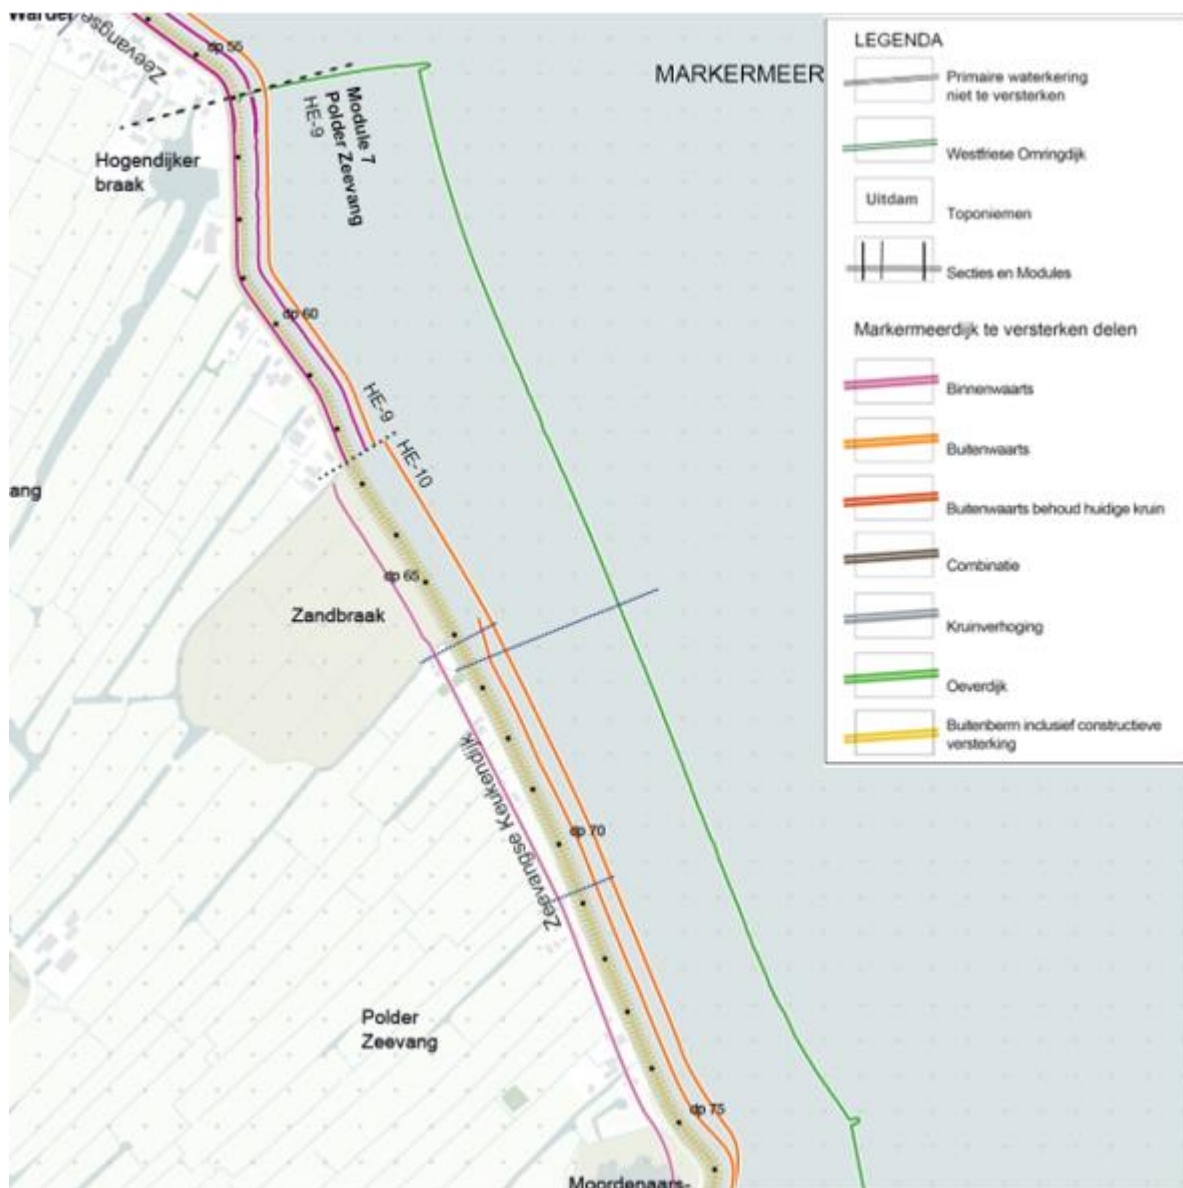 Warder
Zeevangse
dp 55
MARKERMEER
Module 7
Polder Zeevang
HE-9
Hogendijker
braak
dp 60
HE-9
HE-10
ang
dp 65
Zandbraak
Zeevangse Keukendijk
dp 70
Polder
Zeevang
dp 75
Moordenaars-
LEGENDA
Primaire waterkering
niet te versterken
Westfriese Omringdijk
Uitdam
Toponiemen
Secties en Modules
Markermeerdijk te versterken delen
Binnenwaarts
Buitenwaarts
Buitenwaarts behoud huidige kruin
Combinatie
Kruinverhoging
Oeverdijk
Buitenberm inclusief constructieve
versterking